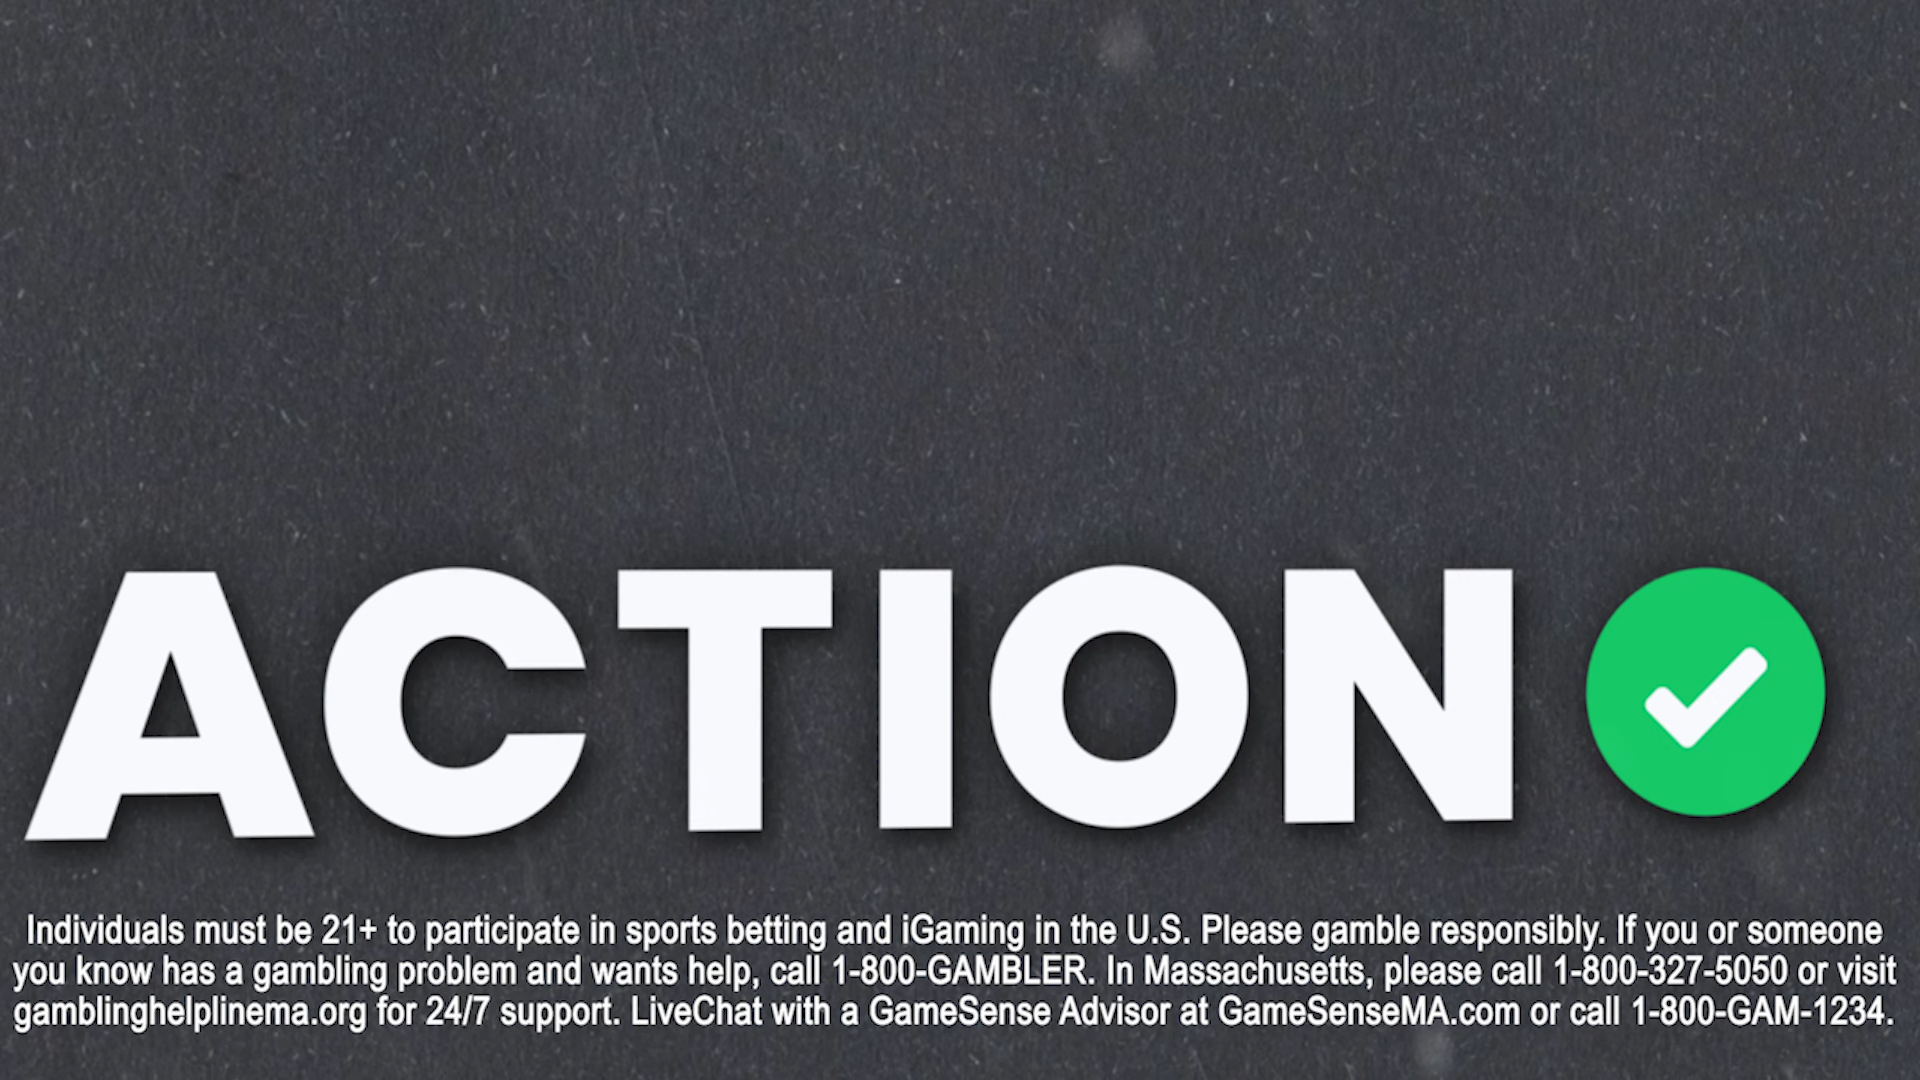 ACTION
Individuals must be 21+ to participate in sports betting and iGaming in the U.S. Please gamble responsibly. If you or someone
you know has a gambling problem and wants help, call 1-800-GAMBLER. In Massachusetts, please call 1-800-327-5050 or visit
gamblinghelplinema.org for 24/7 support. LiveChat with a GameSense Advisor at GameSenseMA.com or call 1-800-GAM-1234.